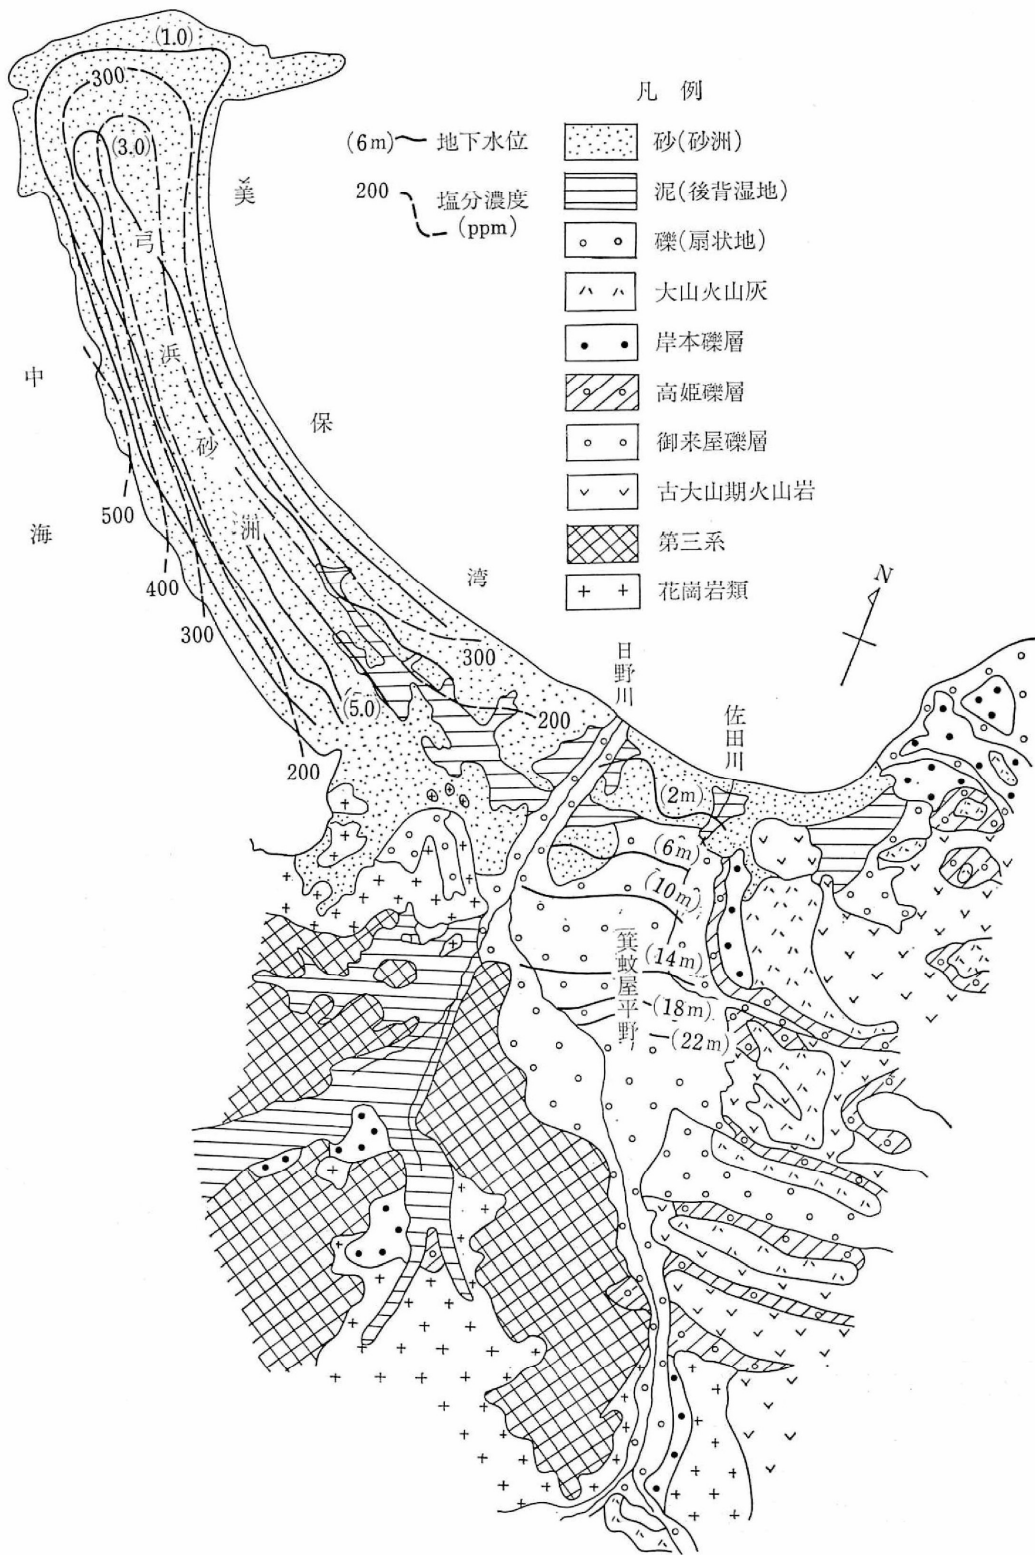 凡 例
(6m) 地下水位
200 塩分濃度
(ppm)
砂(砂洲)
泥(後背湿地)
礫(扇状地)
大山火山灰
岸本礫層
高姫礫層
御来屋礫層
古大山期火山岩
第三系
花崗岩類
N
(1.0)
300
(3.0)
弓浜砂洲
美保湾
中海
500
400
300
200
(5.0)
300
200
日野川
佐田川
(2m)
(6m)
(10m)
(14m)
(18m)
(22m)
箕蚊屋平野